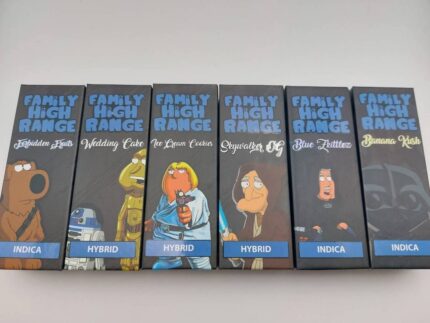 FAMILY
HIGH
RANGE
Forbidden Fruits
INDICA
FAMILY
HIGH
RANGE
Wedding Cake
HYBRID
FAMILY
HIGH
RANGE
Ice Cream Cookies
HYBRID
FAMILY
HIGH
RANGE
Skywalker OG
HYBRID
FAMILY
HIGH
RANGE
Blue Zkittlez
INDICA
FAMILY
HIGH
RANGE
Banana Kush
INDICA